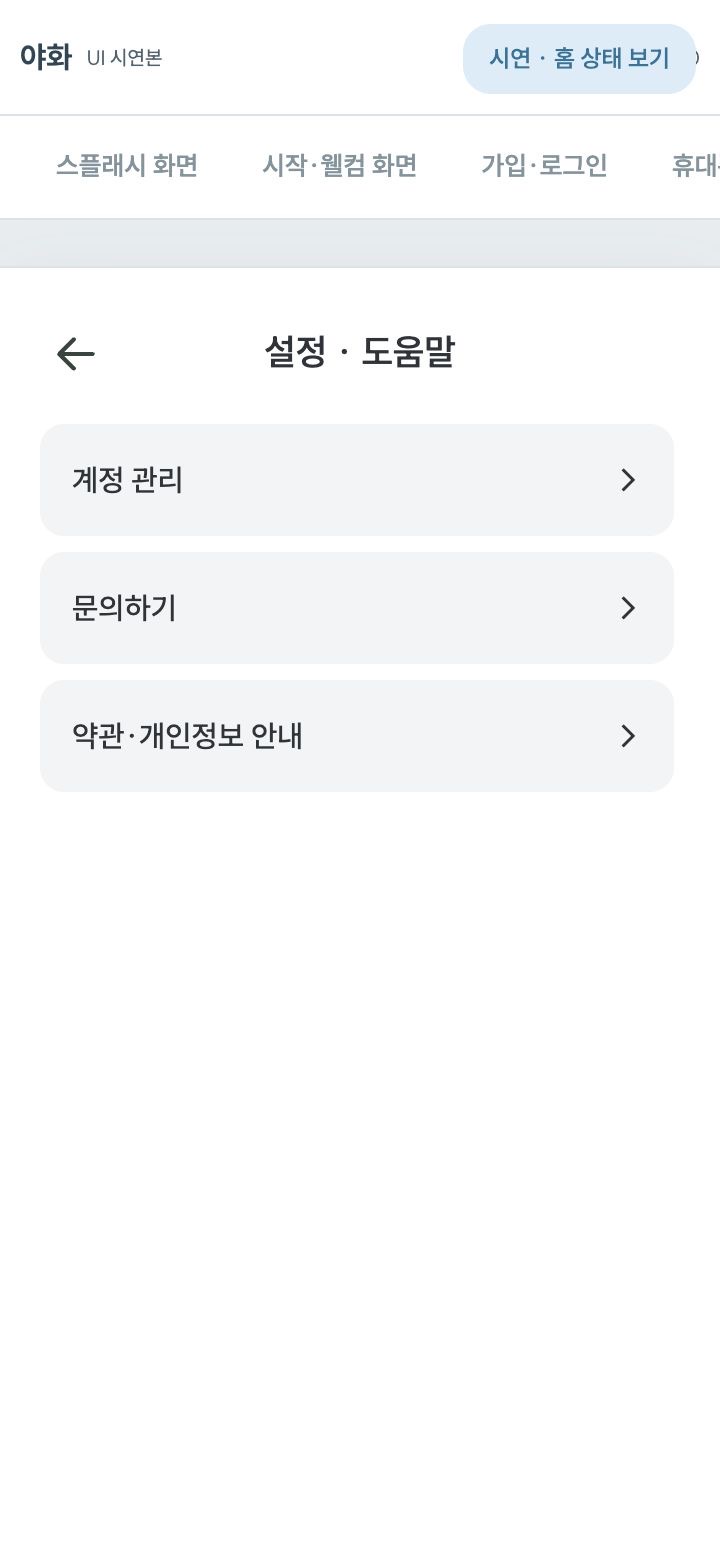 야화 UI 시연본 시연 · 홈 상태 보기
스플래시 화면 시작·웰컴 화면 가입·로그인
설정 · 도움말
계정 관리
문의하기
약관·개인정보 안내